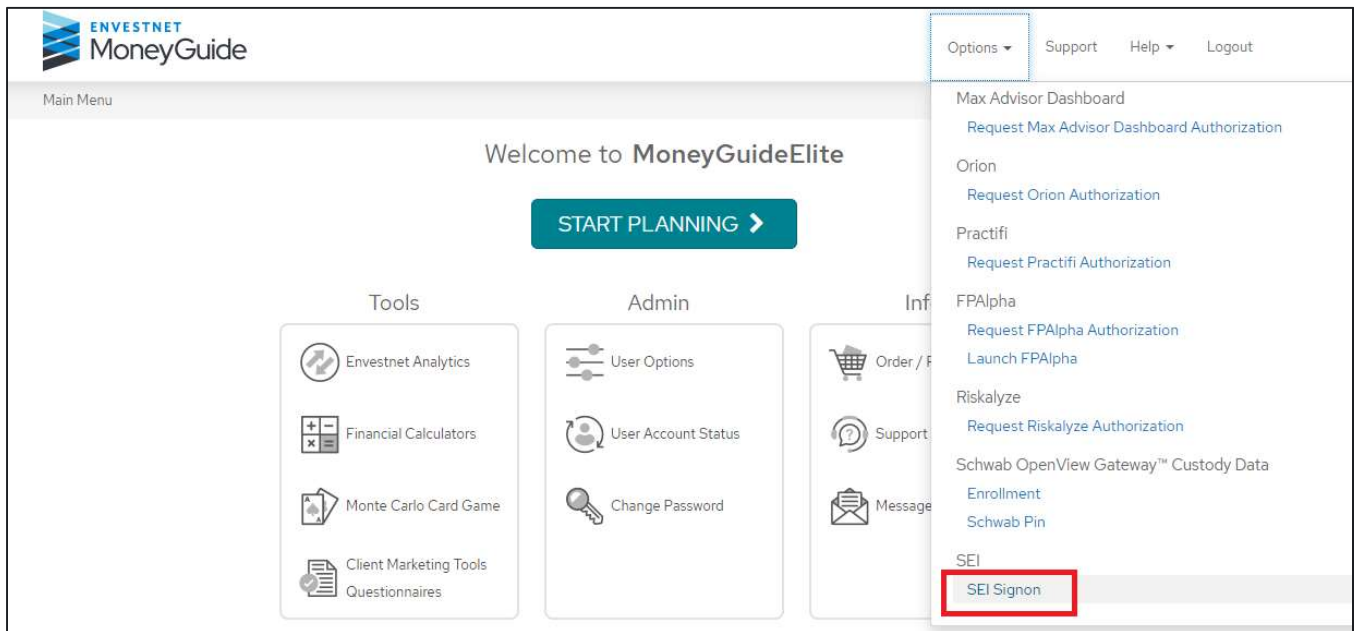 ENVESTNET
MoneyGuide
Options
Support
Help
Logout
Main Menu
Max Advisor Dashboard
Request Max Advisor Dashboard Authorization
Orion
Request Orion Authorization
Practifi
Request Practifi Authorization
FPAlpha
Request FPAlpha Authorization
Launch FPAlpha
Riskalyze
Request Riskalyze Authorization
Schwab OpenView Gateway™ Custody Data
Enrollment
Schwab Pin
SEI
SEI Signon
Welcome to MoneyGuideElite
START PLANNING
Tools
Envestnet Analytics
Financial Calculators
Monte Carlo Card Game
Client Marketing Tools
Questionnaires
Admin
User Options
User Account Status
Change Password
Order /
Support
Message